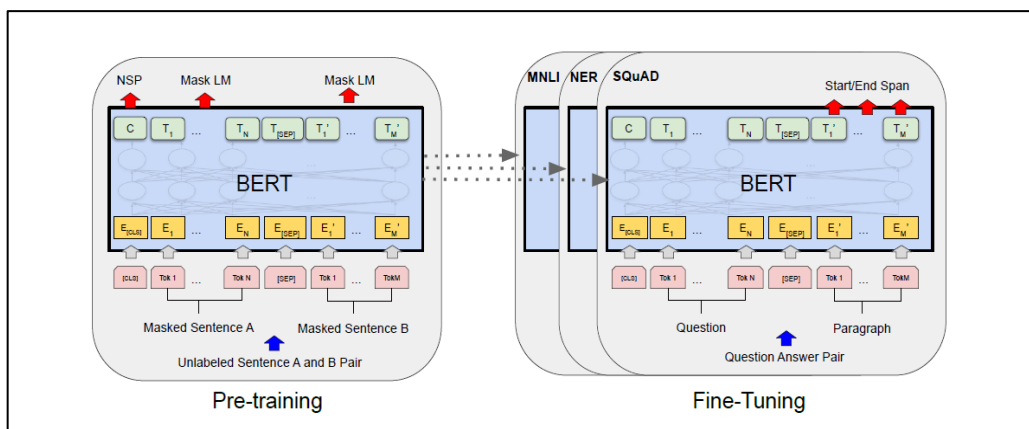 NSP Mask LM Mask LM
C T1 ... TN T[SEP] T1' ... TM'
BERT
E[CLS] E1 ... EN E[SEP] E1' ... EM'
[CLS] Tok 1 ... Tok N [SEP] Tok 1 ... TokM
Masked Sentence A Masked Sentence B
Unlabeled Sentence A and B Pair
Pre-training
MNLI NER SQuAD
Start/End Span
C T1 ... TN T[SEP] T1' ... TM'
BERT
E[CLS] E1 ... EN E[SEP] E1' ... EM'
[CLS] Tok 1 ... Tok N [SEP] Tok 1 ... TokM
Question Paragraph
Question Answer Pair
Fine-Tuning